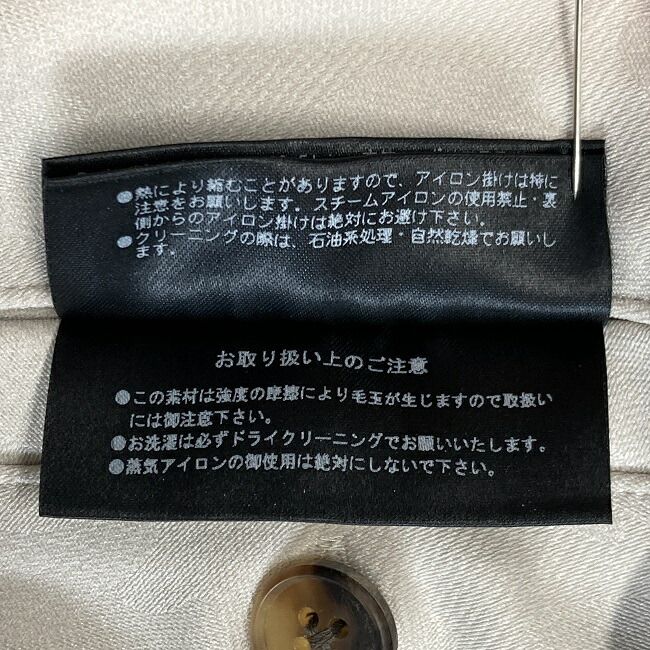 ●熱により縮むことがありますので、アイロン掛けは特に
注意をお願いします。スチームアイロンの使用禁止・裏
側からのアイロン掛けは絶対にお避け下さい。
●クリーニングの際は、石油系処理・自然乾燥でお願いし
ます。
お取り扱い上のご注意
●この素材は強度の摩擦により毛玉が生じますので取扱い
には御注意下さい。
●お洗濯は必ずドライクリーニングでお願いいたします。
●蒸気アイロンの御使用は絶対にしないで下さい。